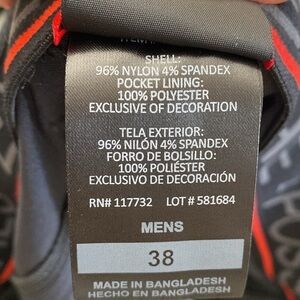 SHELL:
96% NYLON 4% SPANDEX
POCKET LINING:
100% POLYESTER
EXCLUSIVE OF DECORATION
TELA EXTERIOR:
96% NILÓN 4% SPANDEX
FORRO DE BOLSILLO:
100% POLIÉSTER
EXCLUSIVO DE DECORACIÓN
RN# 117732 LOT # 581684
MENS
38
MADE IN BANGLADESH
HECHO EN BANGLADESH